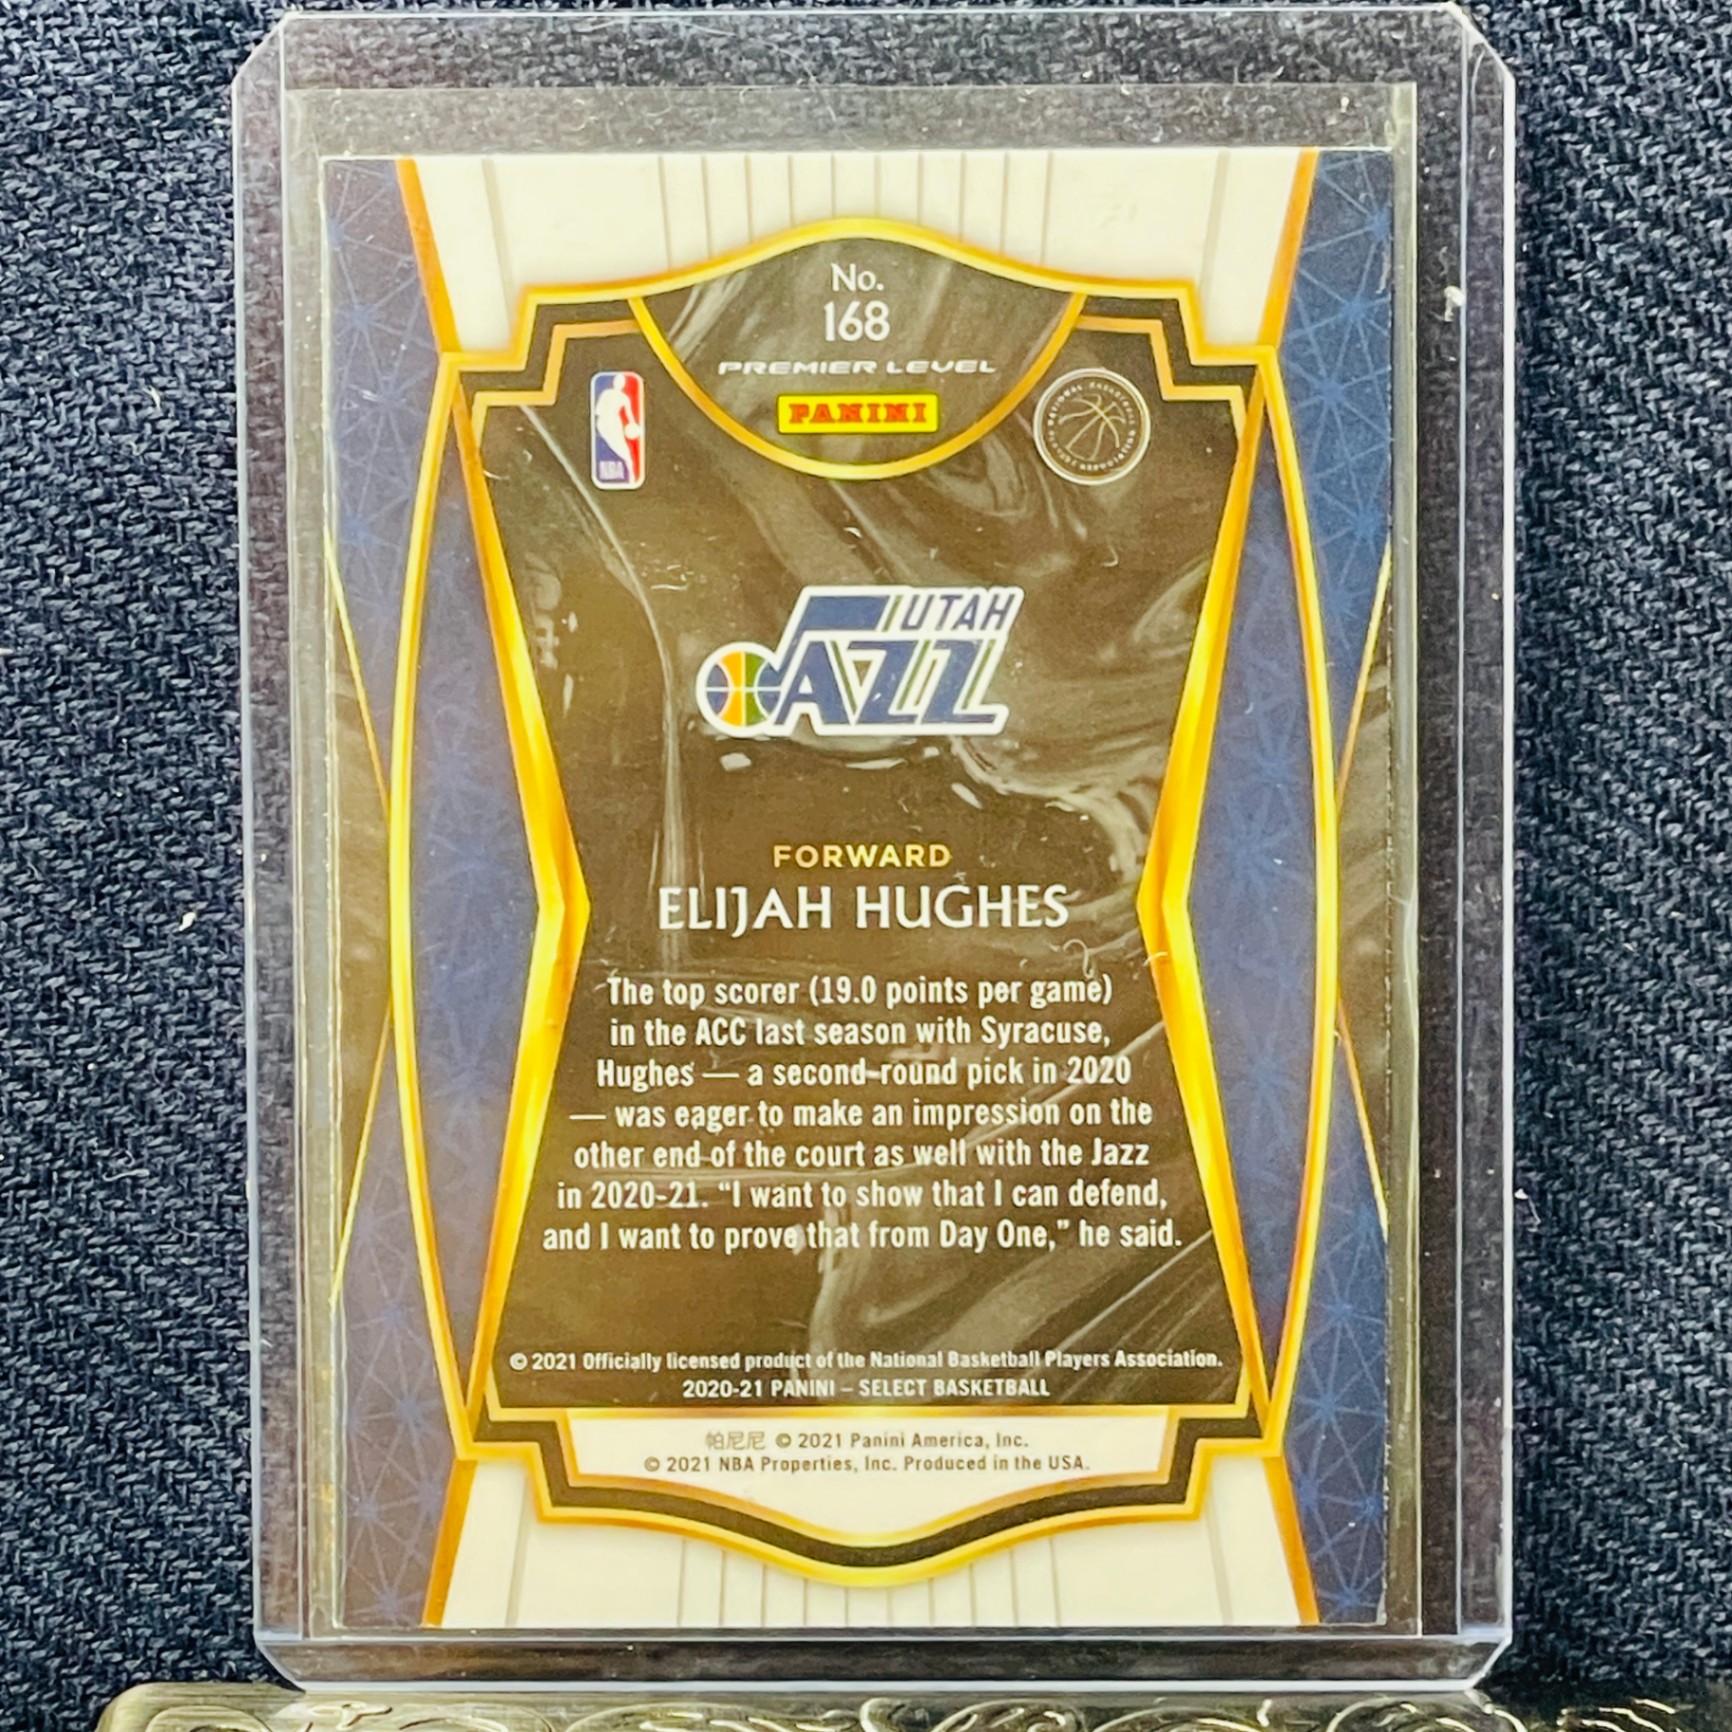 No.
168
PREMIER LEVEL
PANINI
NBA
UTAH
JAZZ
FORWARD
ELIJAH HUGHES
The top scorer (19.0 points per game)
in the ACC last season with Syracuse,
Hughes — a second-round pick in 2020
— was eager to make an impression on the
other end of the court as well with the Jazz
in 2020-21. “I want to show that I can defend,
and I want to prove that from Day One,” he said.
© 2021 Officially licensed product of the National Basketball Players Association.
2020-21 PANINI – SELECT BASKETBALL
帕尼尼 © 2021 Panini America, Inc.
© 2021 NBA Properties, Inc. Produced in the USA.